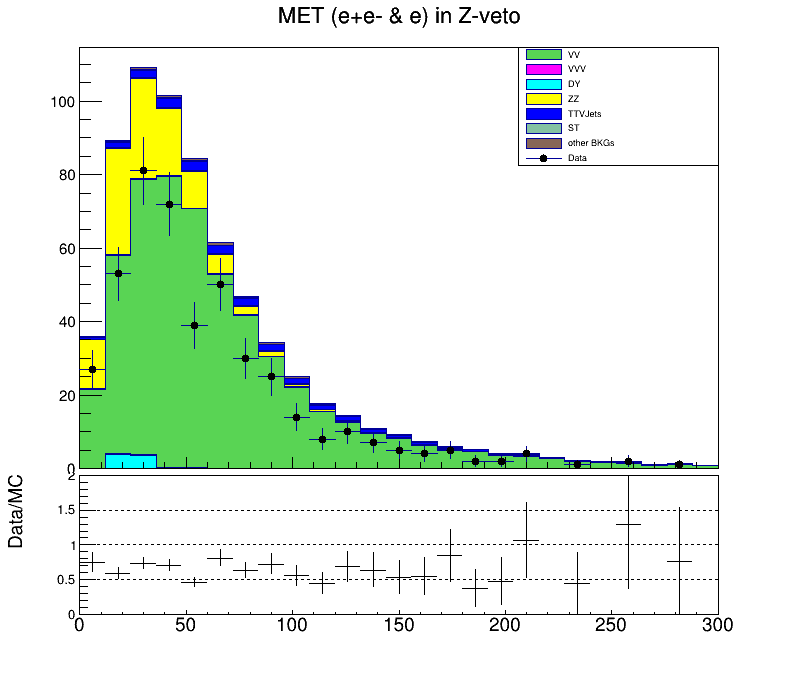 MET (e+e- & e) in Z-veto
VV
VVV
DY
ZZ
TTVJets
ST
other BKGs
Data
100
80
60
40
20
0
Data/MC
2
1.5
1
0.5
0
0 50 100 150 200 250 300